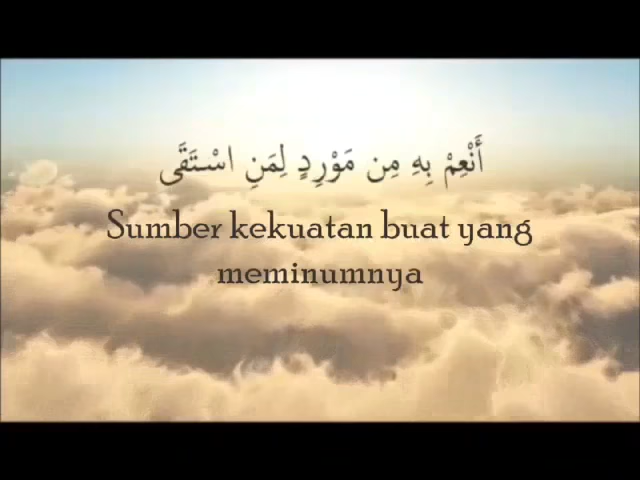 أَنْعِمْ بِهِ مِن مَوْرِدٍ لِمَنِ اسْتَقَى
Sumber kekuatan buat yang
meminumnya